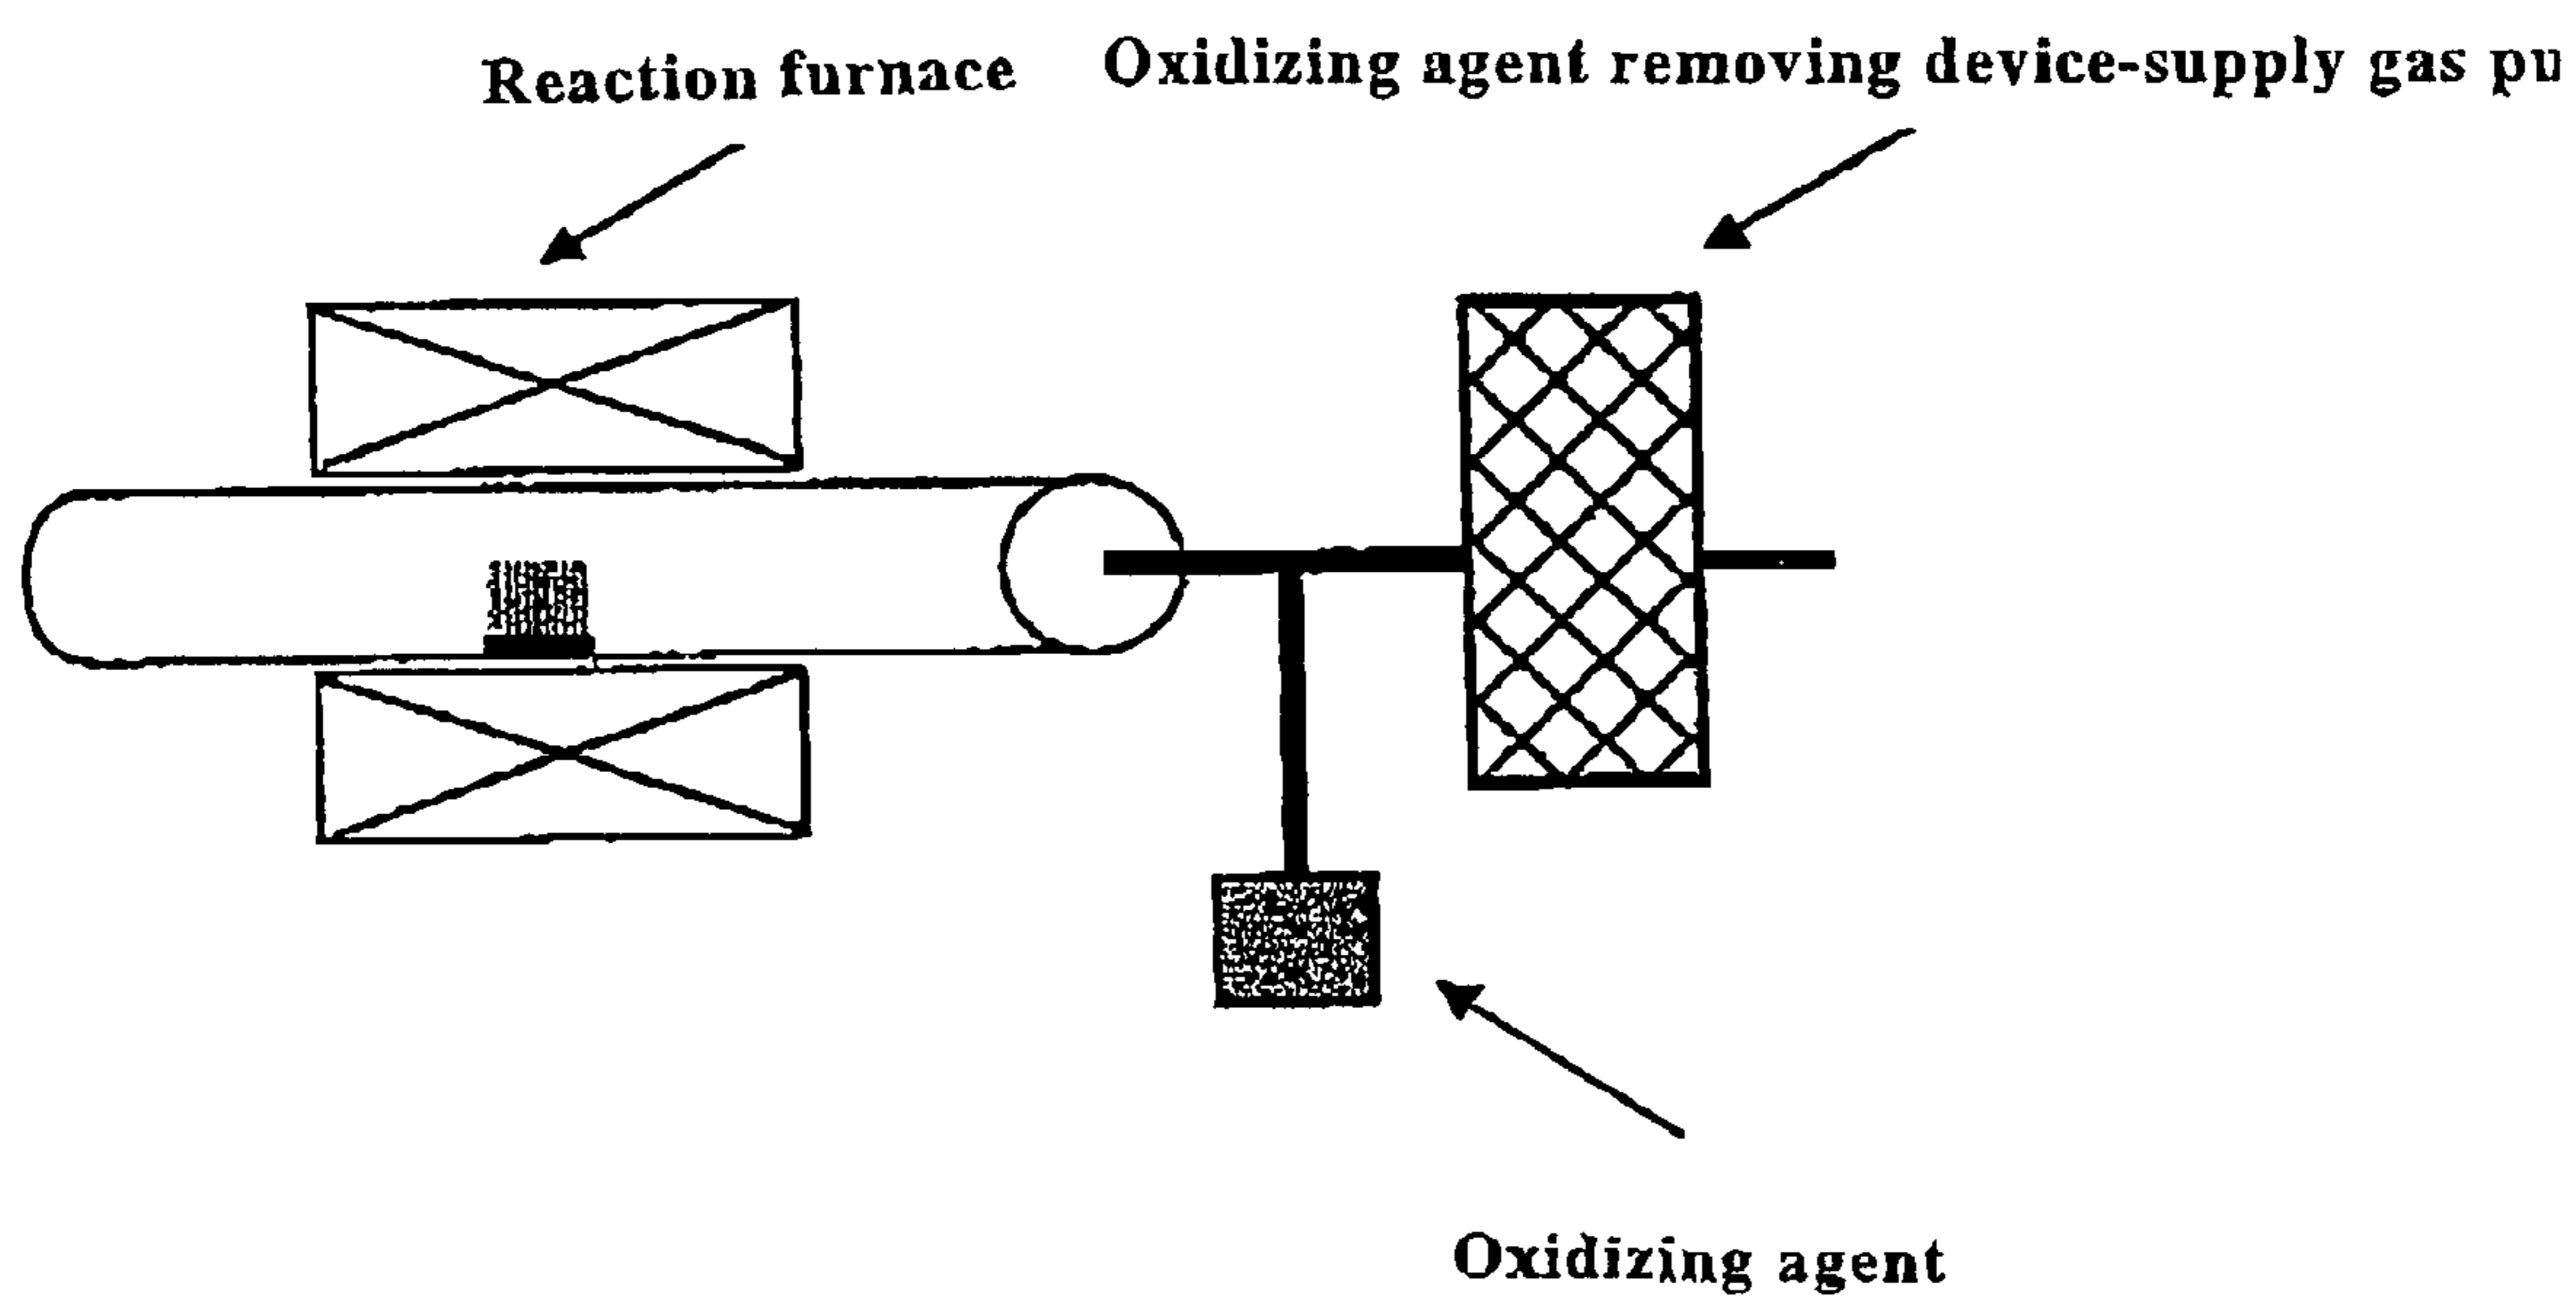 Reaction furnace
Oxidizing agent removing device-supply gas pu
Oxidizing agent